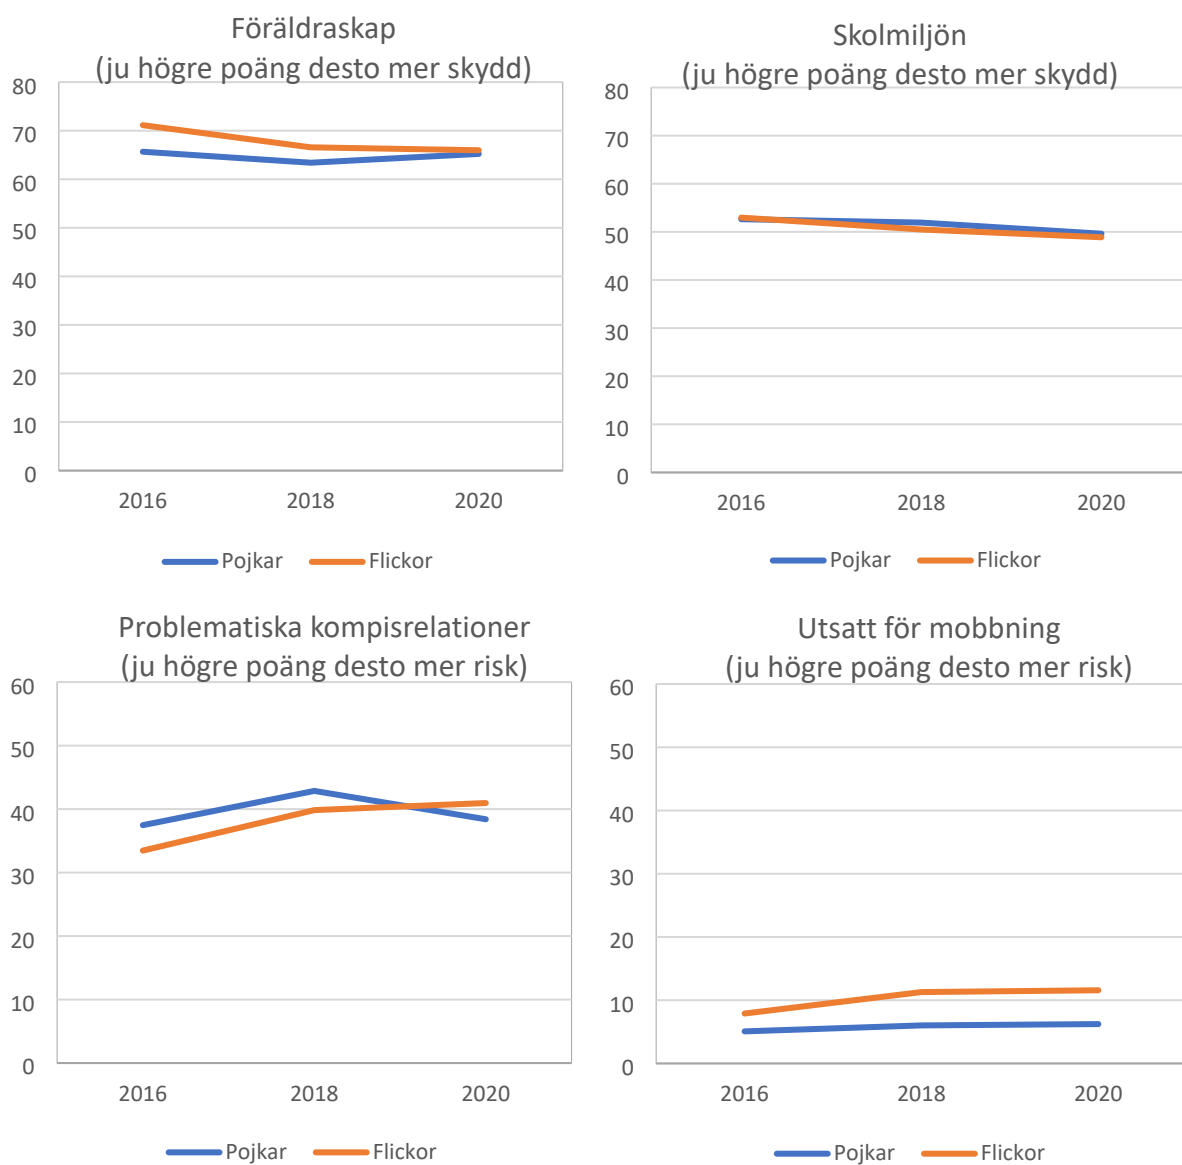 Föräldraskap
(ju högre poäng desto mer skydd)
80
70
60
50
40
30
20
10
0
2016 2018 2020
Pojkar Flickor
Skolmiljön
(ju högre poäng desto mer skydd)
80
70
60
50
40
30
20
10
0
2016 2018 2020
Pojkar Flickor
Problematiska kompisrelationer
(ju högre poäng desto mer risk)
60
50
40
30
20
10
0
2016 2018 2020
Pojkar Flickor
Utsatt för mobbning
(ju högre poäng desto mer risk)
60
50
40
30
20
10
0
2016 2018 2020
Pojkar Flickor